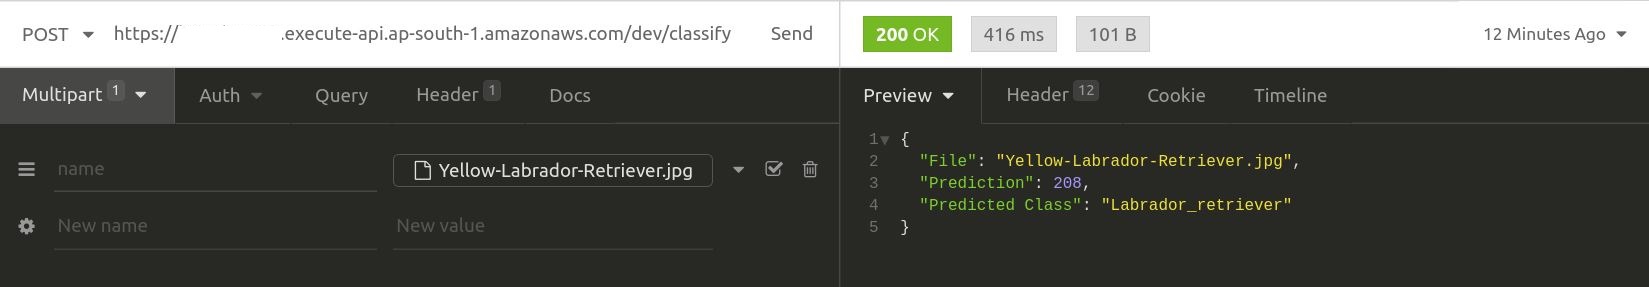 POST https:// .execute-api.ap-south-1.amazonaws.com/dev/classify Send
200 OK 416 ms 101 B 12 Minutes Ago
Multipart 1 Auth Query Header 1 Docs
Preview Header 12 Cookie Timeline
name Yellow-Labrador-Retriever.jpg
New name New value
1 {
2 "File": "Yellow-Labrador-Retriever.jpg",
3 "Prediction": 208,
4 "Predicted Class": "Labrador_retriever"
5 }